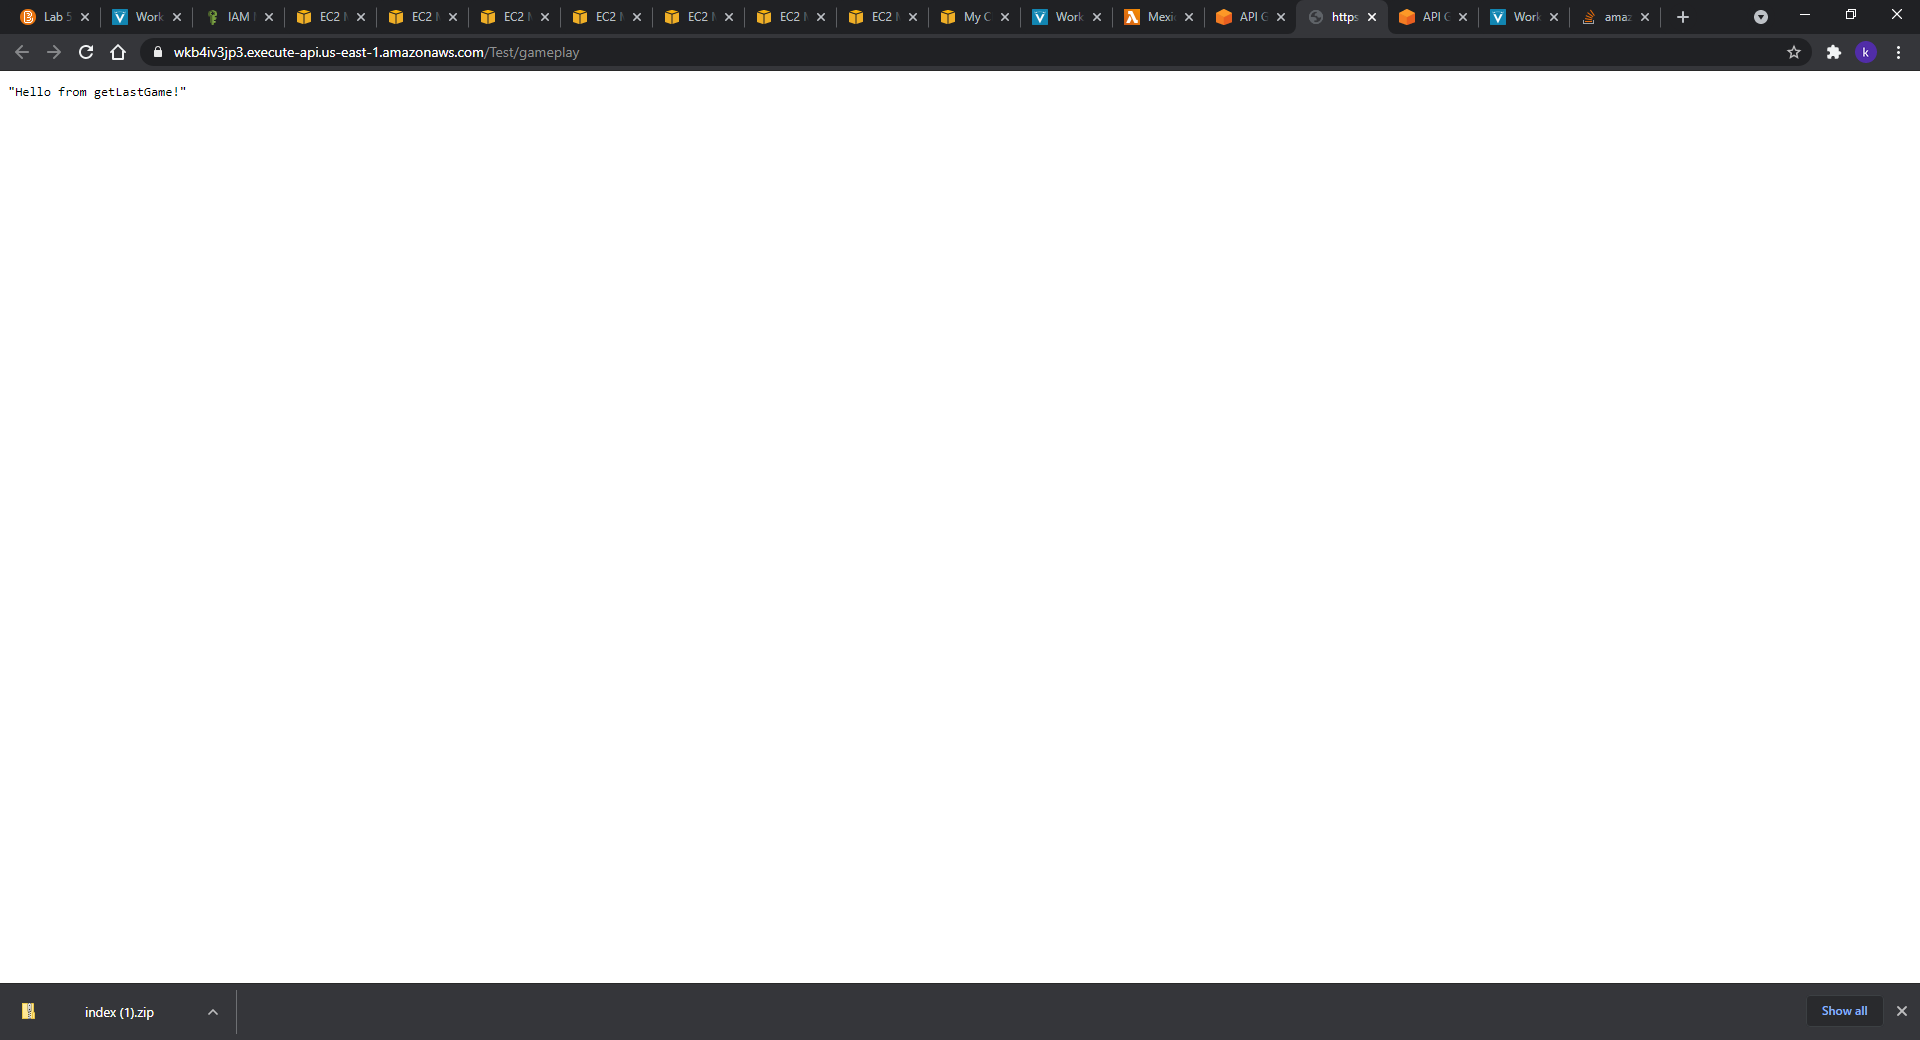 Lab 5
Work
IAM
EC2
EC2
EC2
EC2
EC2
EC2
EC2
My C
Work
Mexi
API G
https
API G
Work
amaz
wkb4iv3jp3.execute-api.us-east-1.amazonaws.com/Test/gameplay
k
"Hello from getLastGame!"
index (1).zip
Show all